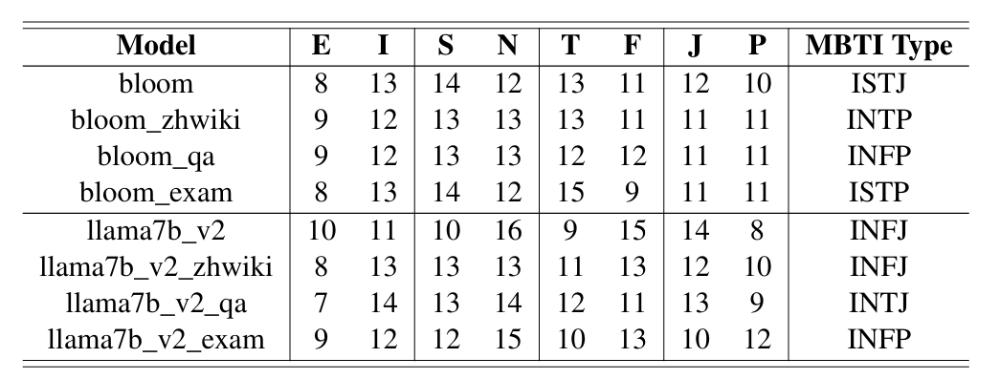 Model E I S N T F J P MBTI Type
bloom 8 13 14 12 13 11 12 10 ISTJ
bloom_zhwiki 9 12 13 13 13 11 11 11 INTP
bloom_qa 9 12 13 13 12 12 11 11 INFP
bloom_exam 8 13 14 12 15 9 11 11 ISTP
llama7b_v2 10 11 10 16 9 15 14 8 INFJ
llama7b_v2_zhwiki 8 13 13 13 11 13 12 10 INFJ
llama7b_v2_qa 7 14 13 14 12 11 13 9 INTJ
llama7b_v2_exam 9 12 12 15 10 13 10 12 INFP